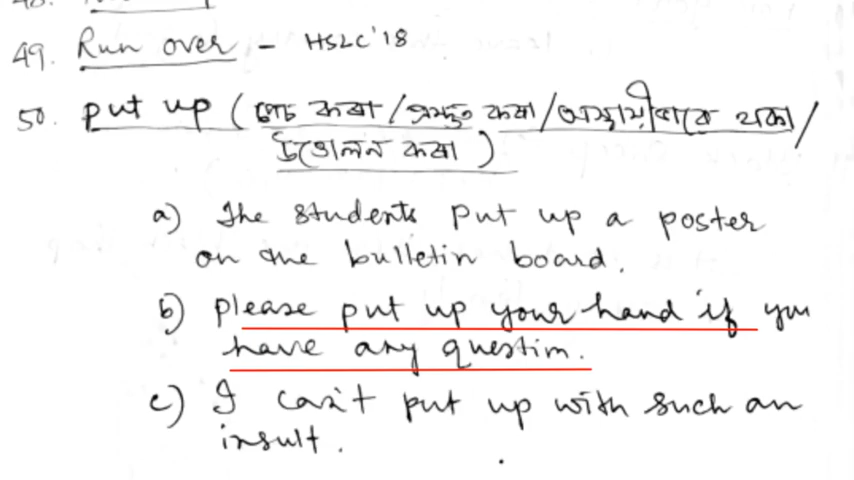 49. Run over - HSLC'18
50. put up ( পেচ কৰা / প্ৰস্তুত কৰা / অস্থায়ীভাৱে থকা /
উত্তোলন কৰা )
a) The students put up a poster
on the bulletin board.
b) please put up your hand if you
have any question.
c) I can't put up with such an
insult.